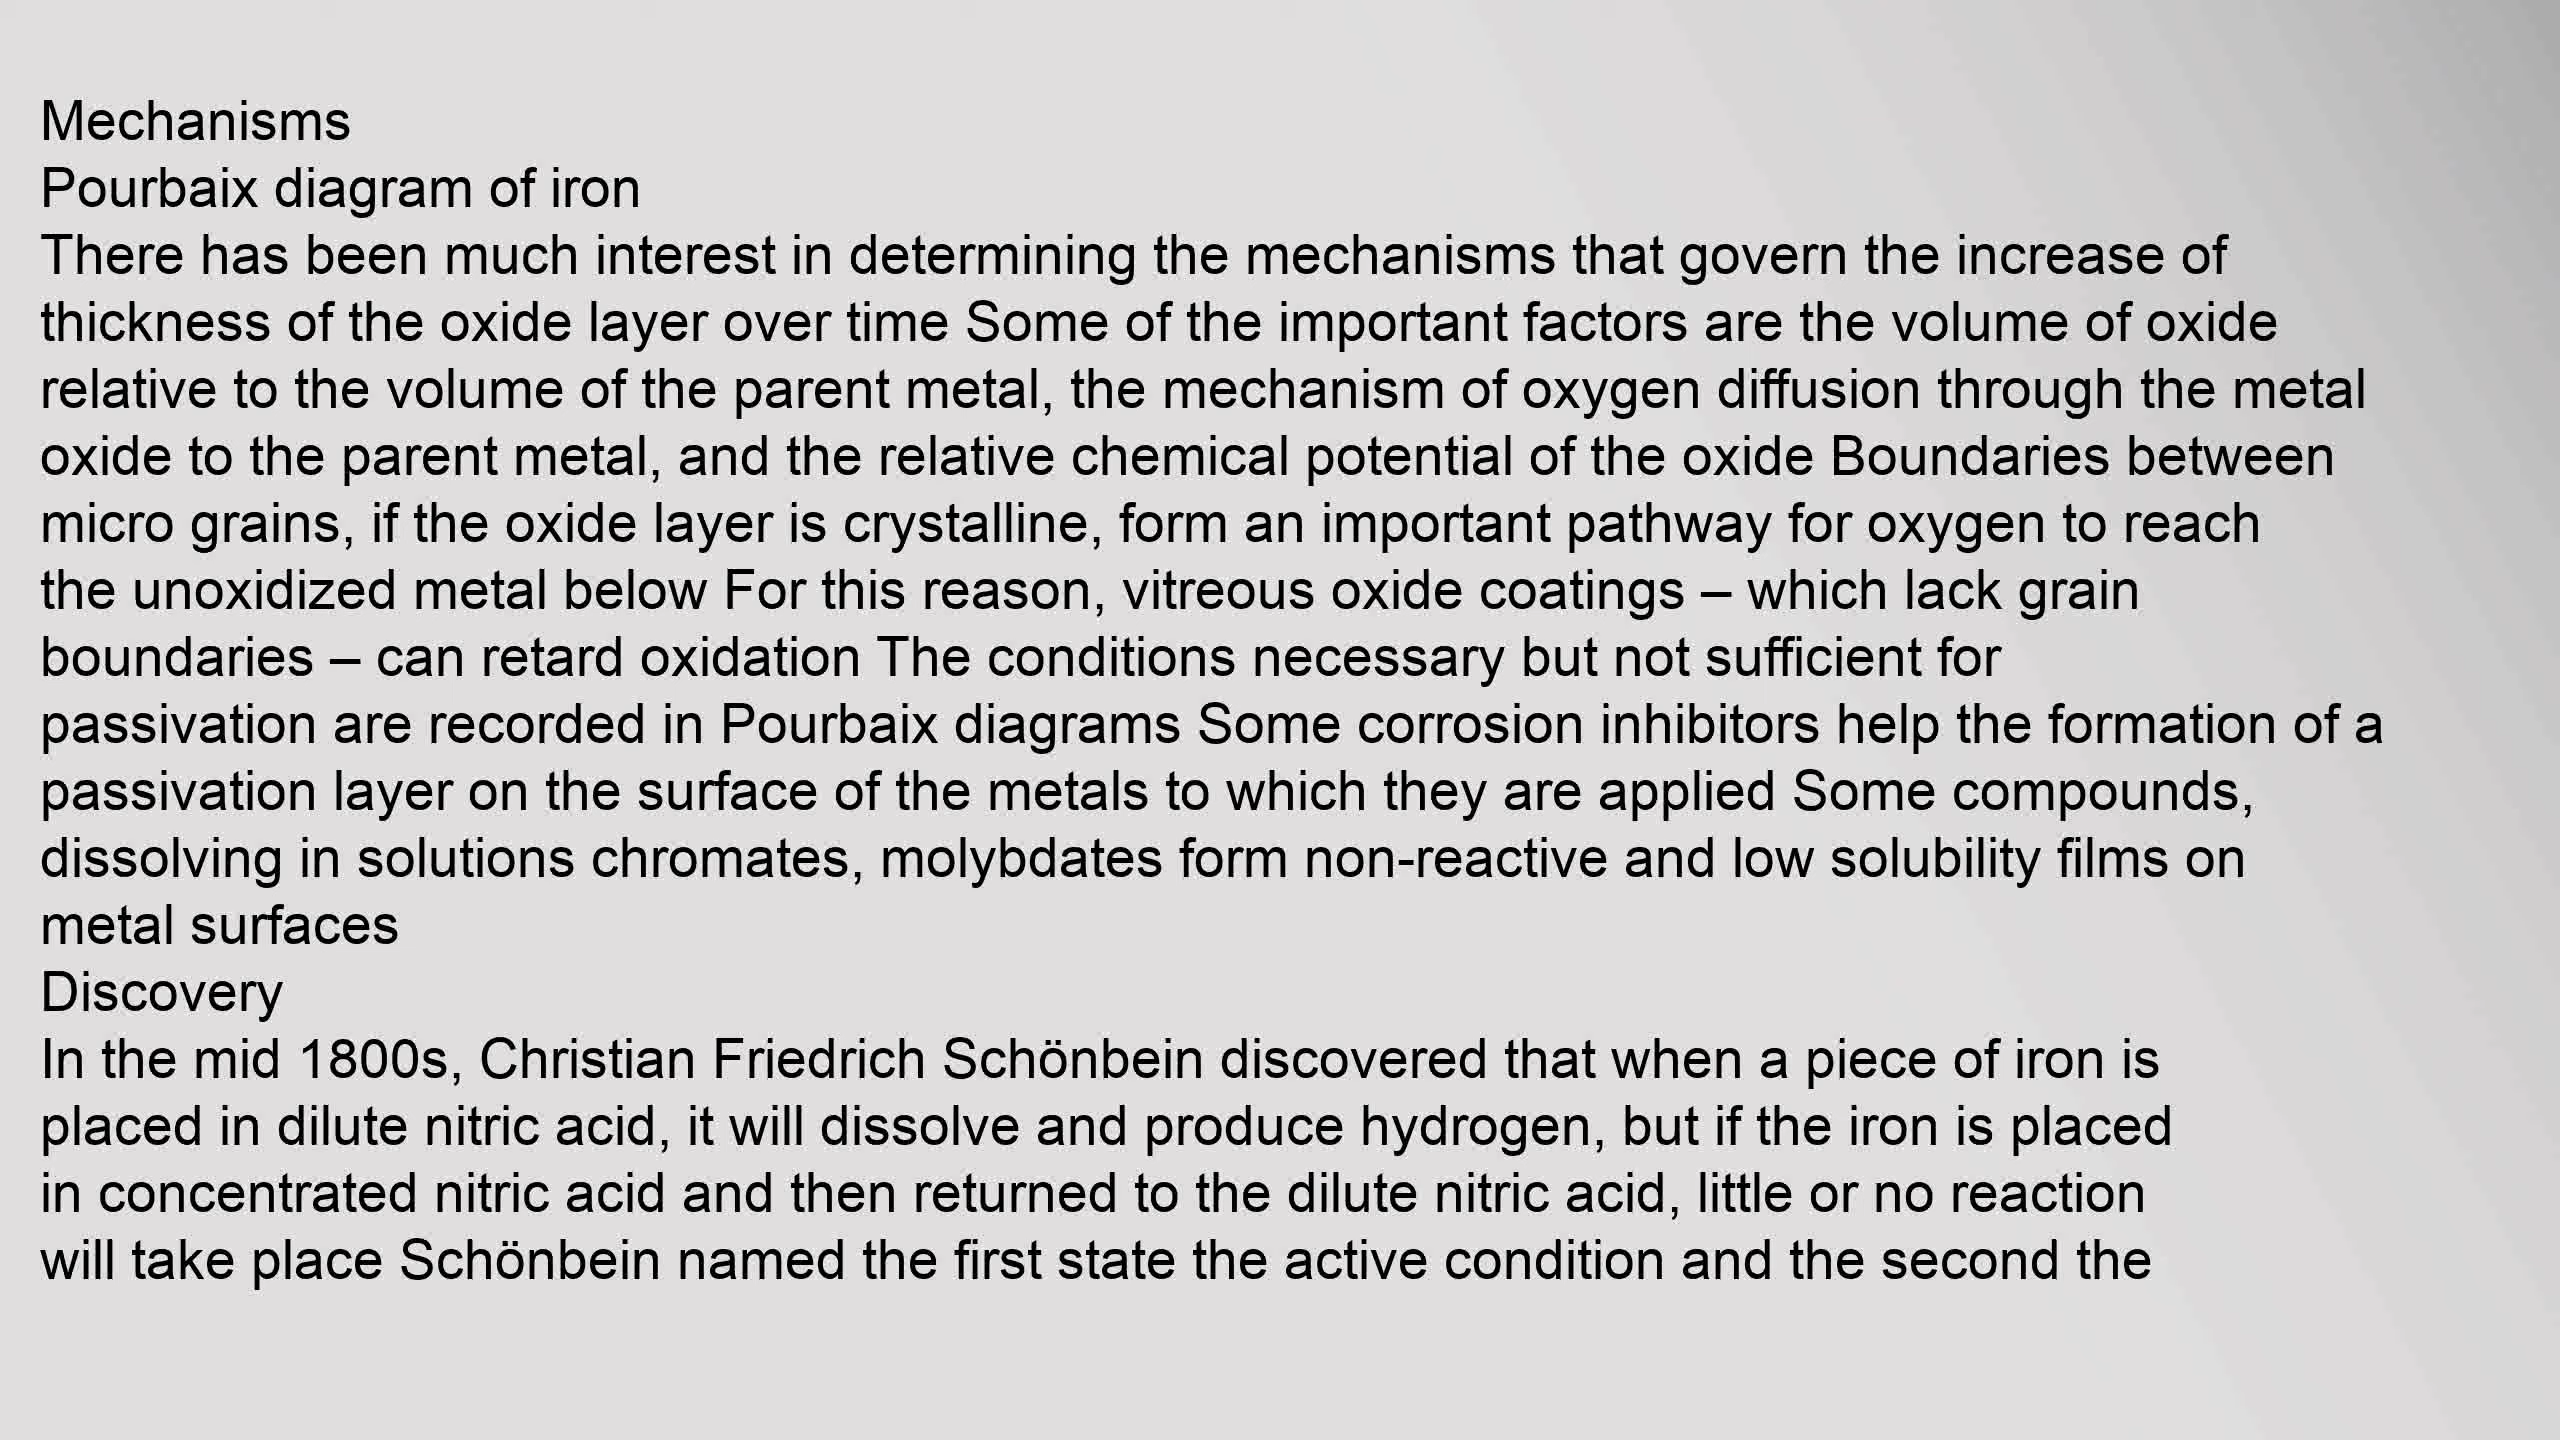 Mechanisms
Pourbaix diagram of iron
There has been much interest in determining the mechanisms that govern the increase of
thickness of the oxide layer over time Some of the important factors are the volume of oxide
relative to the volume of the parent metal, the mechanism of oxygen diffusion through the metal
oxide to the parent metal, and the relative chemical potential of the oxide Boundaries between
micro grains, if the oxide layer is crystalline, form an important pathway for oxygen to reach
the unoxidized metal below For this reason, vitreous oxide coatings – which lack grain
boundaries – can retard oxidation The conditions necessary but not sufficient for
passivation are recorded in Pourbaix diagrams Some corrosion inhibitors help the formation of a
passivation layer on the surface of the metals to which they are applied Some compounds,
dissolving in solutions chromates, molybdates form non-reactive and low solubility films on
metal surfaces
Discovery
In the mid 1800s, Christian Friedrich Schönbein discovered that when a piece of iron is
placed in dilute nitric acid, it will dissolve and produce hydrogen, but if the iron is placed
in concentrated nitric acid and then returned to the dilute nitric acid, little or no reaction
will take place Schönbein named the first state the active condition and the second the